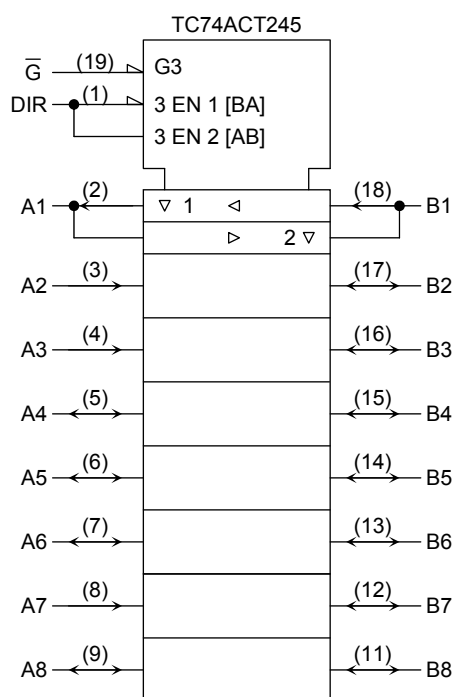 TC74ACT245
G̅ (19) G3
DIR (1) 3 EN 1 [BA]
3 EN 2 [AB]
A1 (2) 1 (18) B1
2
A2 (3) (17) B2
A3 (4) (16) B3
A4 (5) (15) B4
A5 (6) (14) B5
A6 (7) (13) B6
A7 (8) (12) B7
A8 (9) (11) B8